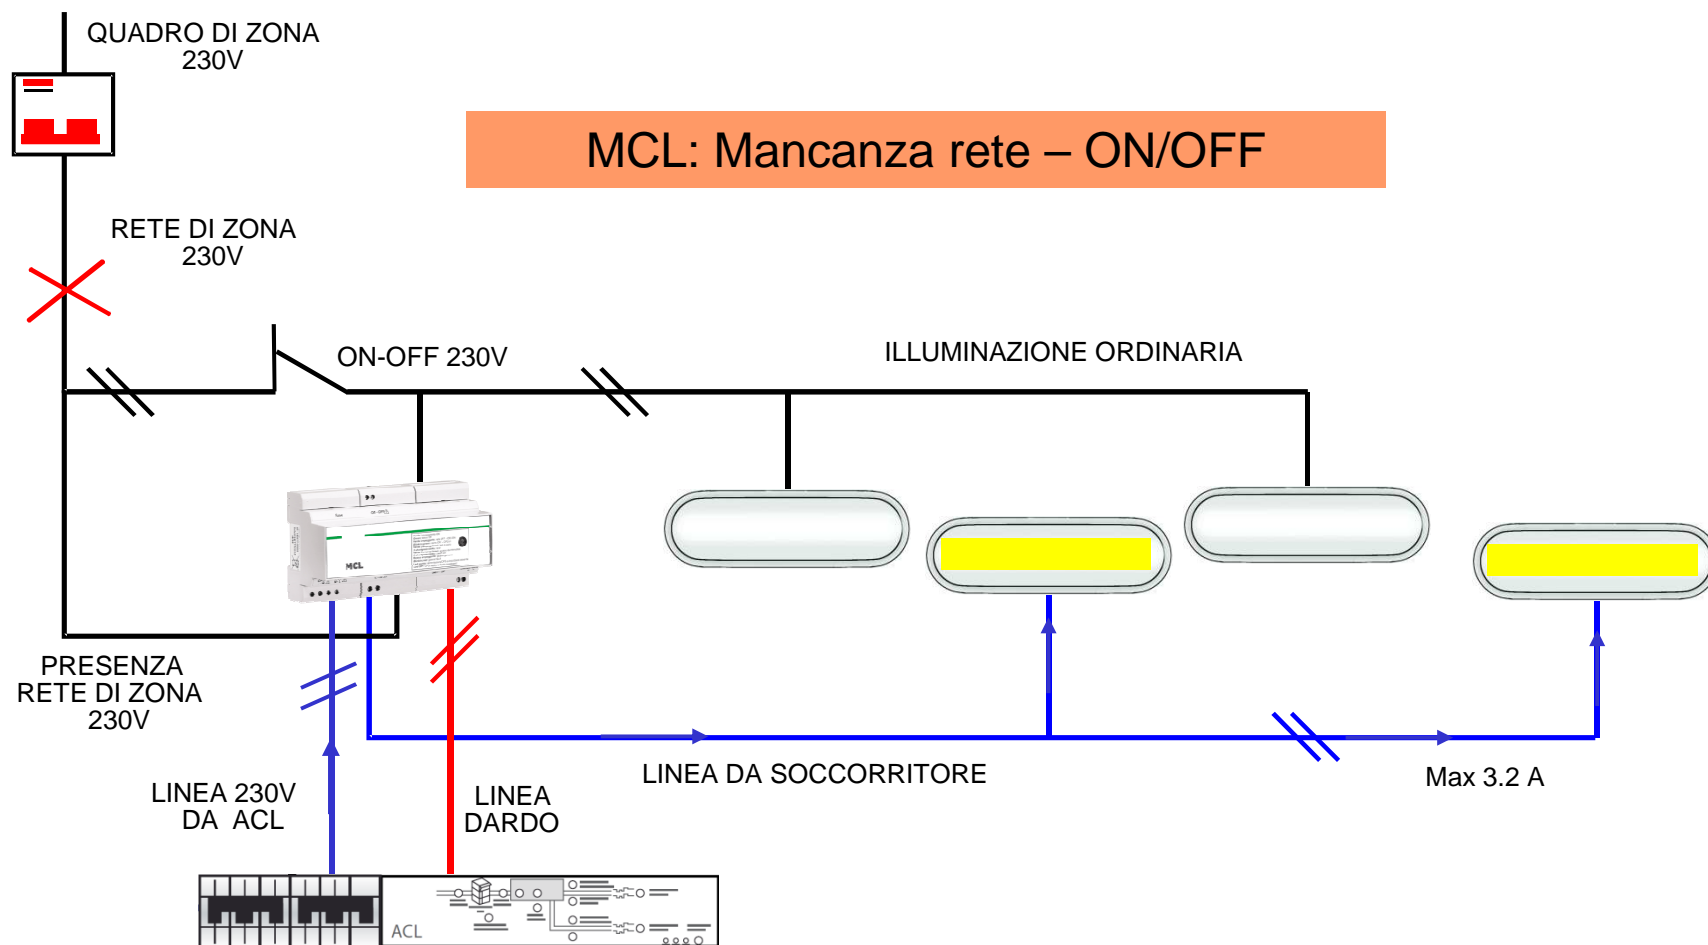 QUADRO DI ZONA
230V
MCL: Mancanza rete – ON/OFF
RETE DI ZONA
230V
ON-OFF 230V
ILLUMINAZIONE ORDINARIA
MCL
PRESENZA
RETE DI ZONA
230V
LINEA DA SOCCORRITORE
Max 3.2 A
LINEA 230V
DA ACL
LINEA
DARDO
ACL